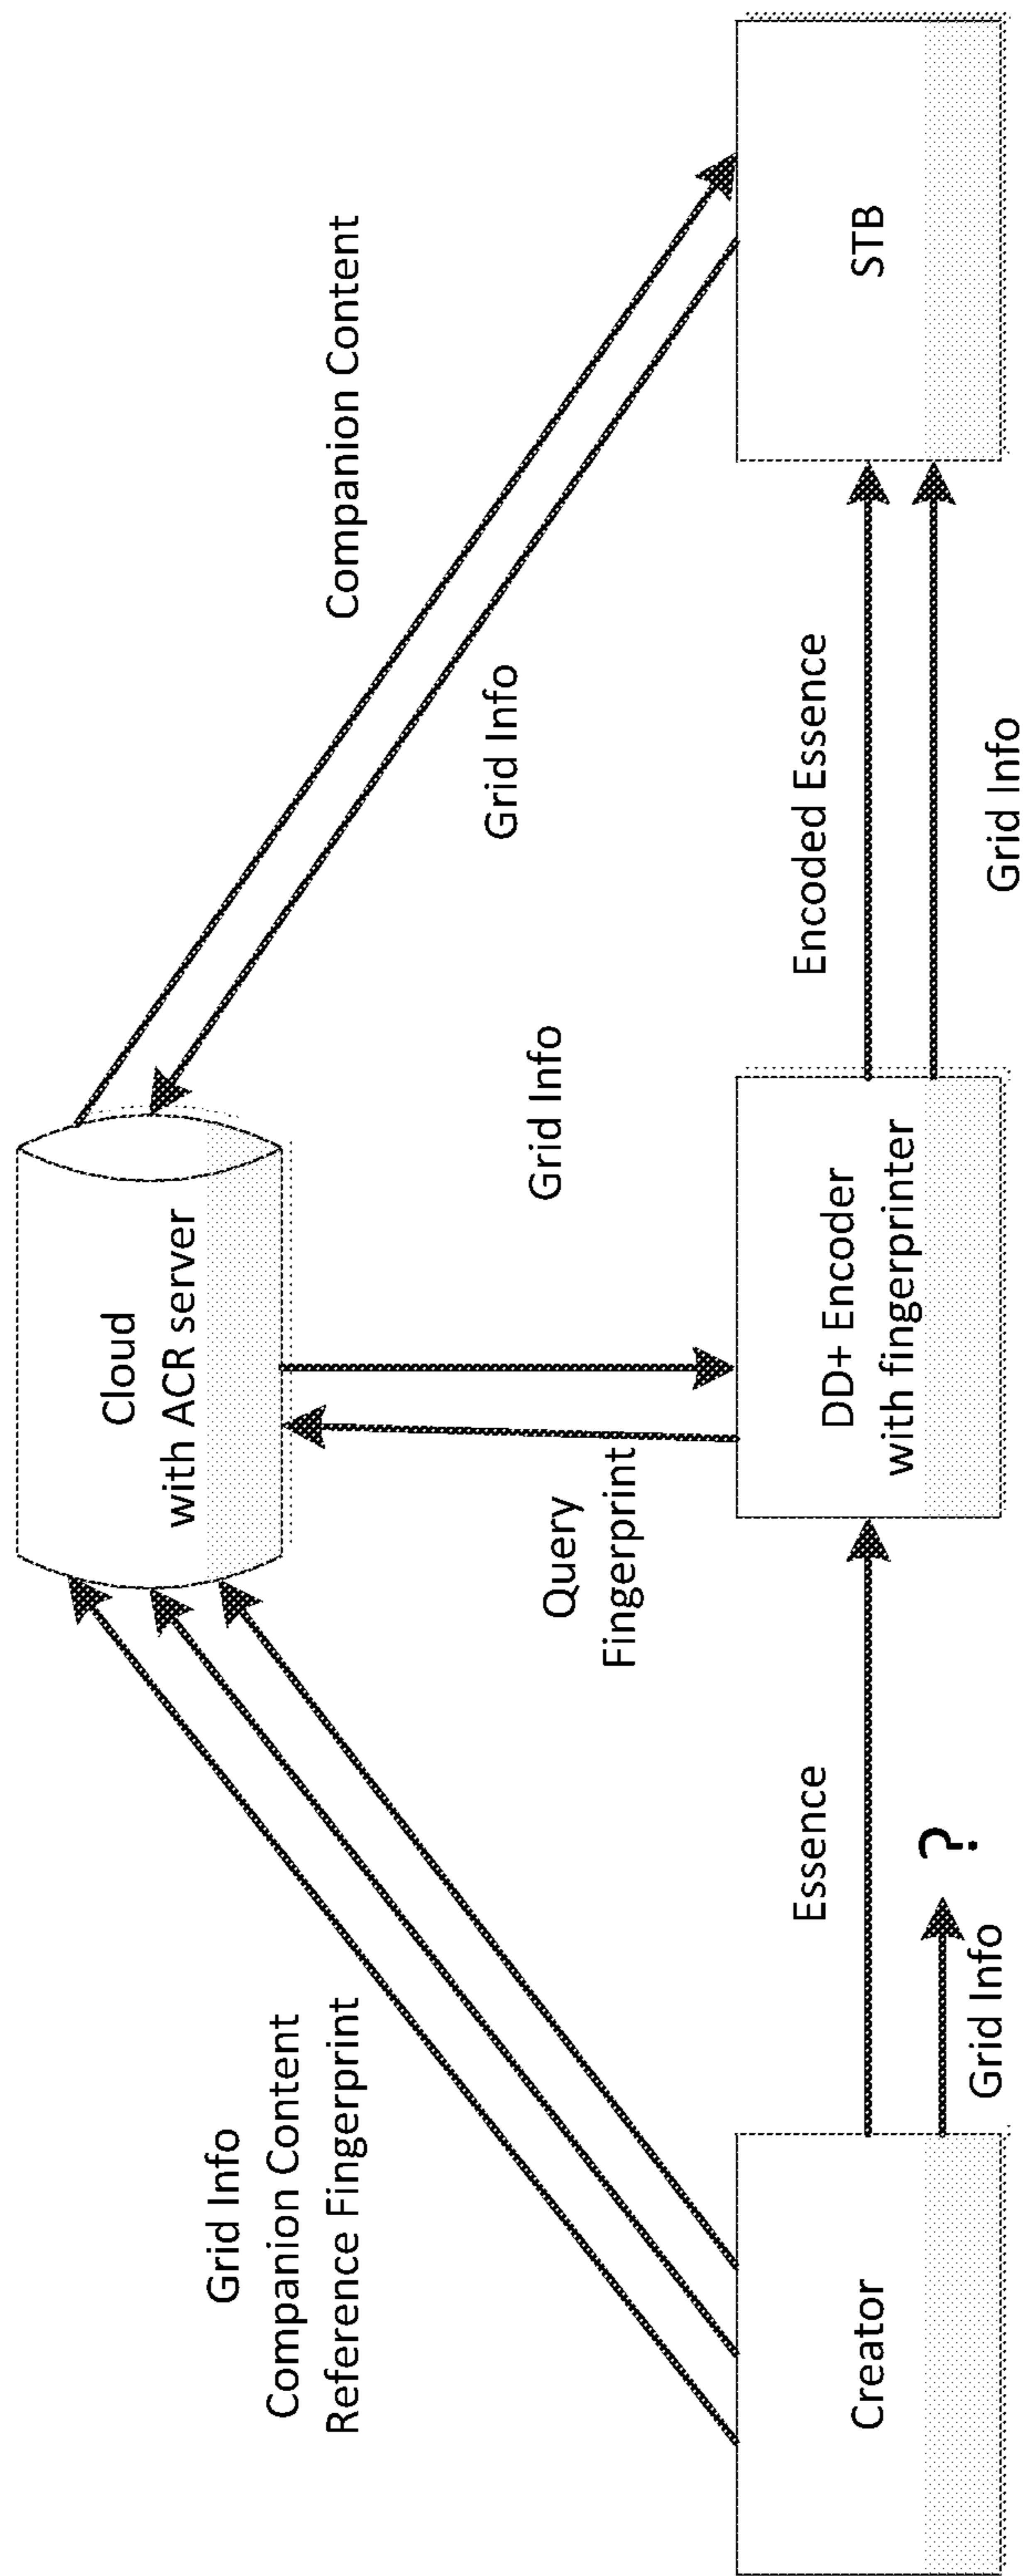 Grid Info
Companion Content
Reference Fingerprint
Cloud
with ACR server
Companion Content
Grid Info
Query
Fingerprint
Grid Info
Creator
Essence
Grid Info
?
DD+ Encoder
with fingerprinter
Encoded Essence
Grid Info
STB